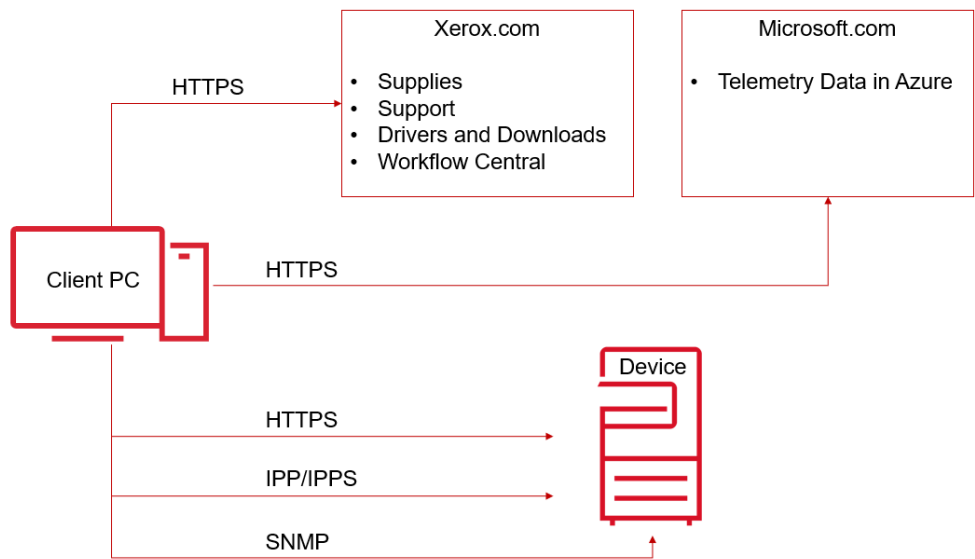 Xerox.com
• Supplies
• Support
• Drivers and Downloads
• Workflow Central
Microsoft.com
• Telemetry Data in Azure
HTTPS
Client PC
HTTPS
Device
HTTPS
IPP/IPPS
SNMP